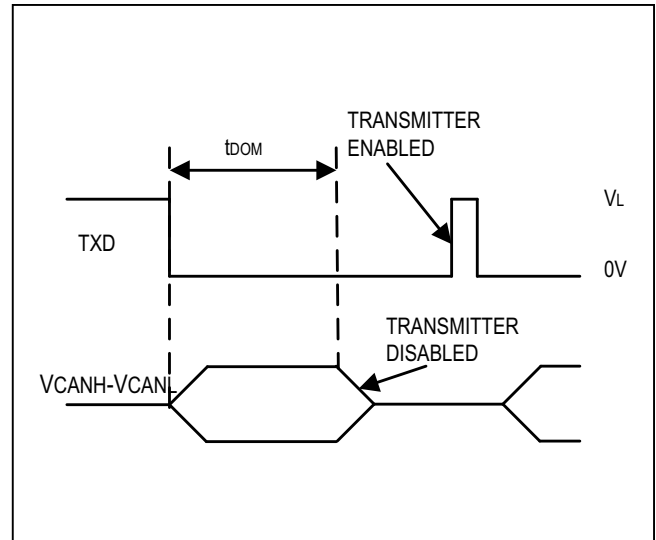 TRANSMITTER
ENABLED
tDOM
VL
TXD
0V
TRANSMITTER
DISABLED
VCANH-VCANL